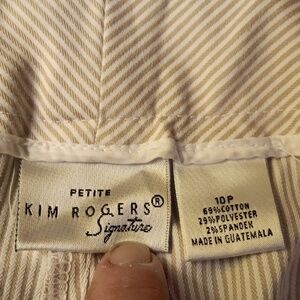 PETITE
KIM ROGERS®
Signature
10P
69%COTTON
29%POLYESTER
2%SPANDEX
MADE IN GUATEMALA